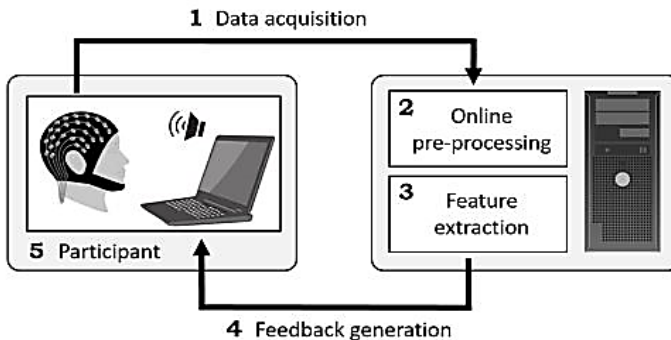 1 Data acquisition
2 Online
pre-processing
3 Feature
extraction
5 Participant
4 Feedback generation